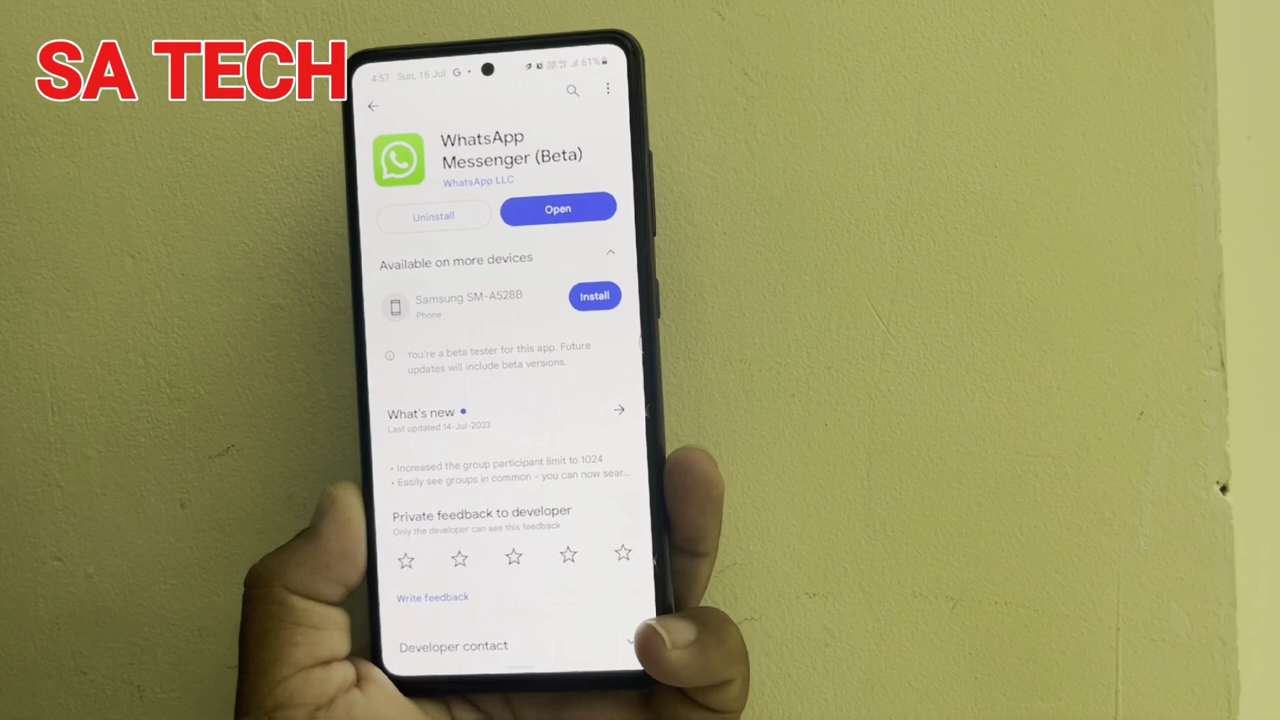 SA TECH
4:57 Sun, 16 Jul G • 61%
WhatsApp
Messenger (Beta)
WhatsApp LLC
Uninstall
Open
Available on more devices
Samsung SM-A528B
Install
Phone
You're a beta tester for this app. Future
updates will include beta versions.
What's new •
Last updated 14-Jul-2023
• Increased the group participant limit to 1024
• Easily see groups in common - you can now sear...
Private feedback to developer
Only the developer can see this feedback
Write feedback
Developer contact